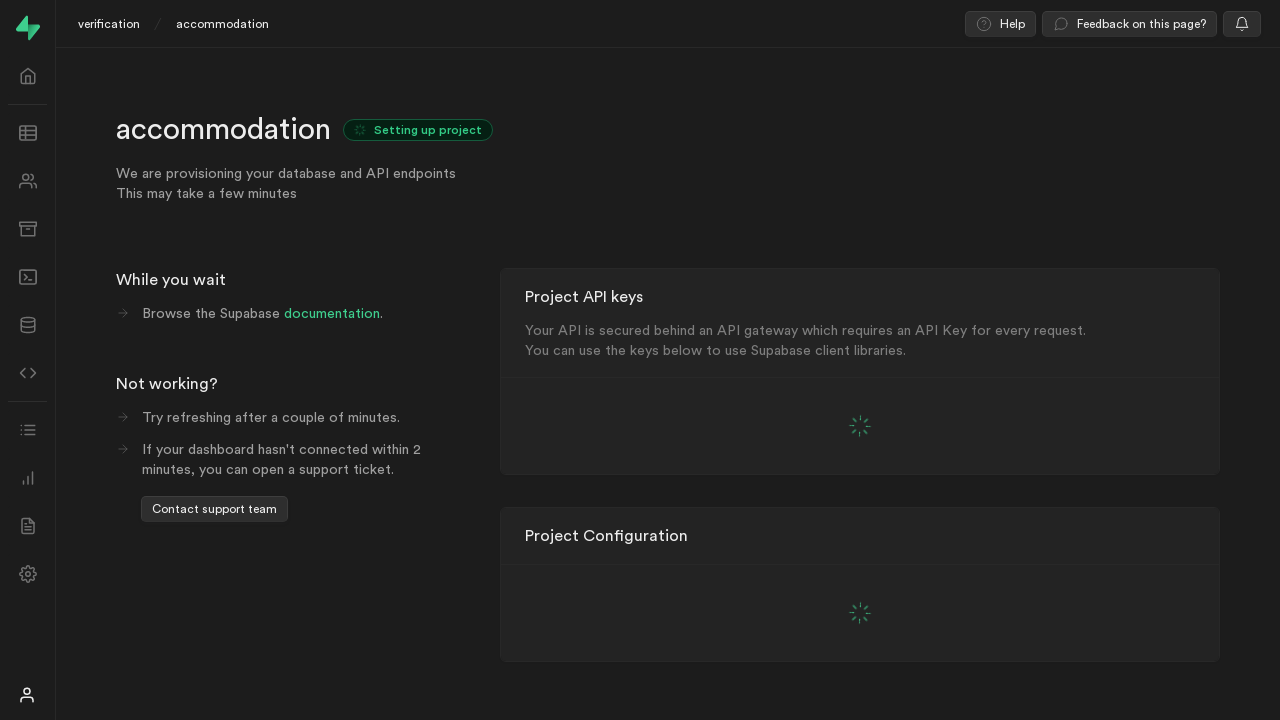 verification / accommodation
Help
Feedback on this page?
accommodation
Setting up project
We are provisioning your database and API endpoints
This may take a few minutes
While you wait
Browse the Supabase documentation.
Not working?
Try refreshing after a couple of minutes.
If your dashboard hasn't connected within 2
minutes, you can open a support ticket.
Contact support team
Project API keys
Your API is secured behind an API gateway which requires an API Key for every request.
You can use the keys below to use Supabase client libraries.
Project Configuration